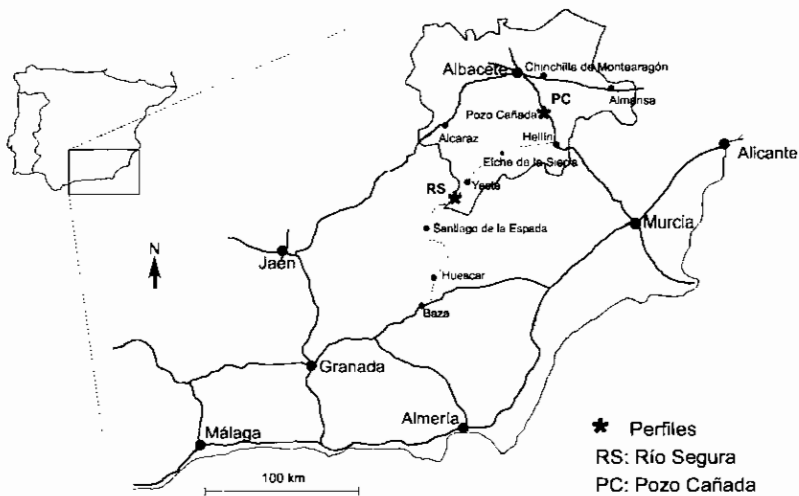 Chinchilla de Montearagón
Albacete
PC
Almansa
Pozo Cañada
Alcaraz
Hellín
Elche de la Sierra
Alicante
RS
Yeste
Murcia
Santiago de la Espada
N
Jaén
Huescar
Baza
Granada
Almería
Málaga
* Perfiles
RS: Río Segura
PC: Pozo Cañada
100 km